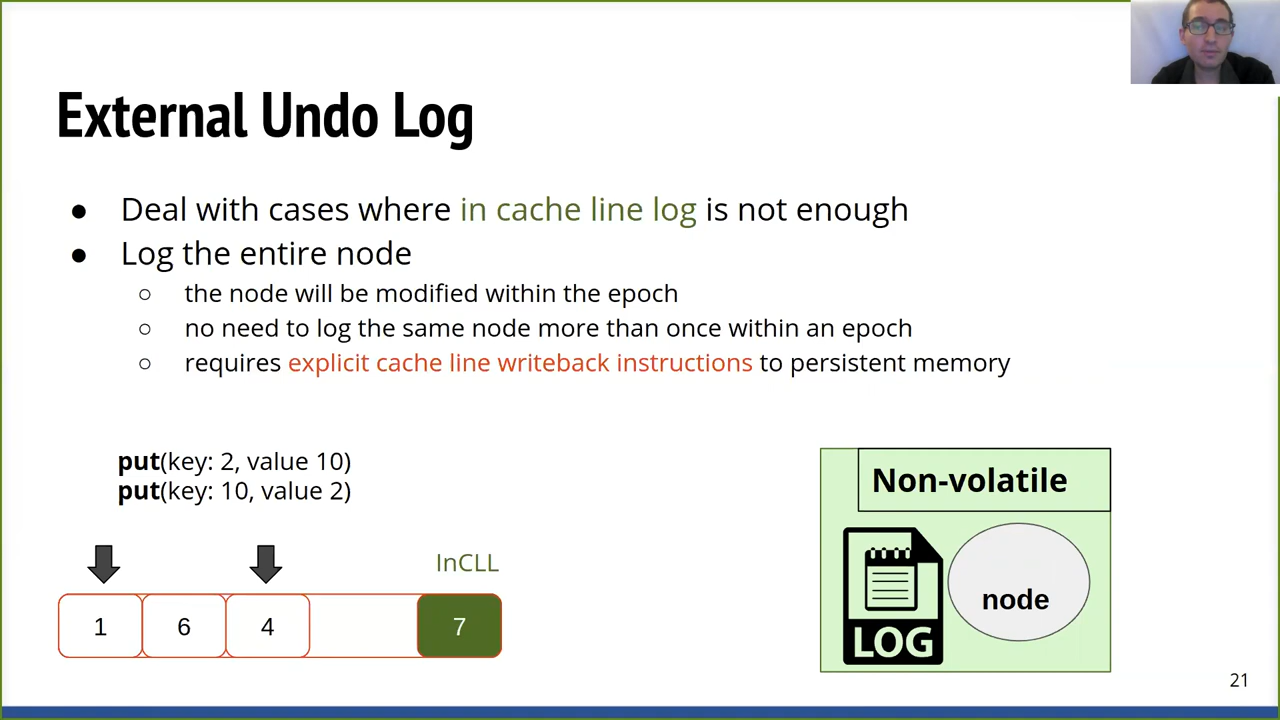 External Undo Log
● Deal with cases where in cache line log is not enough
● Log the entire node
○ the node will be modified within the epoch
○ no need to log the same node more than once within an epoch
○ requires explicit cache line writeback instructions to persistent memory
put(key: 2, value 10)
put(key: 10, value 2)
InCLL
1 6 4 7
Non-volatile
LOG
node
21